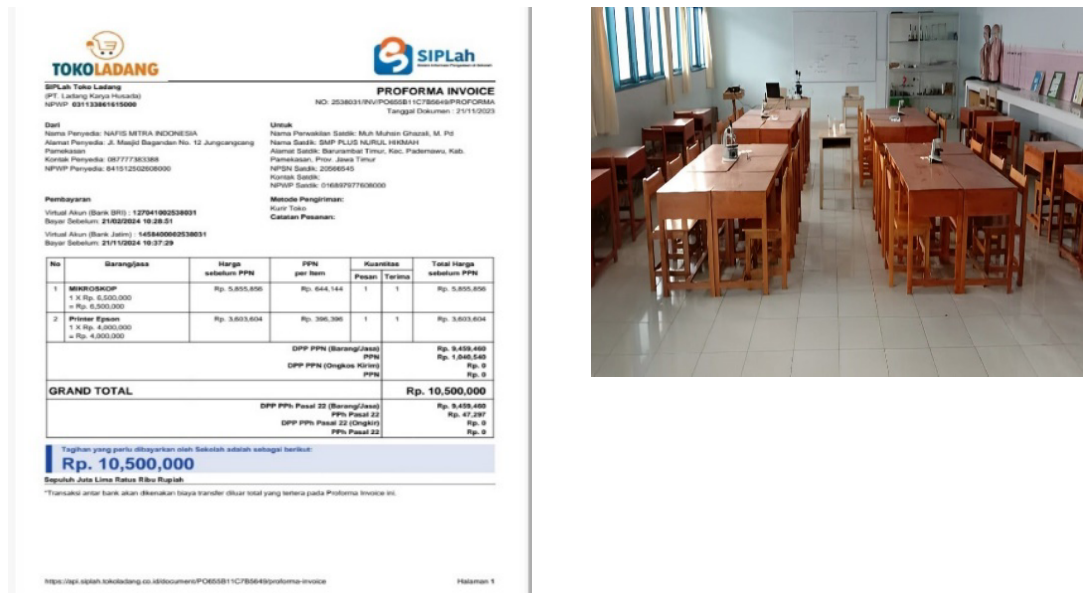 TOKOLADANG
SIPLah
SIPLah Toko Ladang
(PT. Ladang Karya Husada)
NPWP 031133861615000
PROFORMA INVOICE
NO: 2538031/INV/PO655B11C7B5649/PROFORMA
Tanggal Dokumen : 21/11/2023
Dari
Nama Penyedia: NAFIS MITRA INDONESIA
Alamat Penyedia: Jl. Masjid Bagandan No. 12 Jungcangcang
Pamekasan
Kontak Penyedia: 087777363388
NPWP Penyedia: 841512502608000
Untuk
Nama Perwakilan Satdik: Muh Muhsin Ghazali, M. Pd
Nama Satdik: SMP PLUS NURUL HIKMAH
Alamat Satdik: Barurambat Timur, Kec. Pademawu, Kab.
Pamekasan, Prov. Jawa Timur
NPSN Satdik: 20566545
Kontak Satdik:
NPWP Satdik: 016897977608000
Pembayaran
Virtual Akun (Bank BRI) : 127041002538031
Bayar Sebelum: 21/02/2024 10:28:51
Virtual Akun (Bank Jatim) : 1458400002538031
Bayar Sebelum: 21/11/2024 10:37:29
Metode Pengiriman:
Kurir Toko
Catatan Pesanan:
No Barang/jasa Harga sebelum PPN PPN per Item Kuantitas Total Harga sebelum PPN
Pesan Terima
1 MIKROSKOP Rp. 5,855,856 Rp. 644,144 1 1 Rp. 5,855,856
1 X Rp. 6,500,000
= Rp. 6,500,000
2 Printer Epson Rp. 3,603,604 Rp. 396,396 1 1 Rp. 3,603,604
1 X Rp. 4,000,000
= Rp. 4,000,000
DPP PPN (Barang/Jasa) Rp. 9,459,460
PPN Rp. 1,040,540
DPP PPN (Ongkos Kirim) Rp. 0
PPN Rp. 0
GRAND TOTAL Rp. 10,500,000
DPP PPh Pasal 22 (Barang/Jasa) Rp. 9,459,460
PPh Pasal 22 Rp. 47,297
DPP PPh Pasal 22 (Ongkir) Rp. 0
PPh Pasal 22 Rp. 0
Tagihan yang perlu dibayarkan oleh Sekolah adalah sebagai berikut:
Rp. 10,500,000
Sepuluh Juta Lima Ratus Ribu Rupiah
*Transaksi antar bank akan dikenakan biaya transfer diluar total yang tertera pada Proforma Invoice ini.
https://api.siplah.tokoladang.co.id/document/PO655B11C7B5649/proforma-invoice
Halaman 1